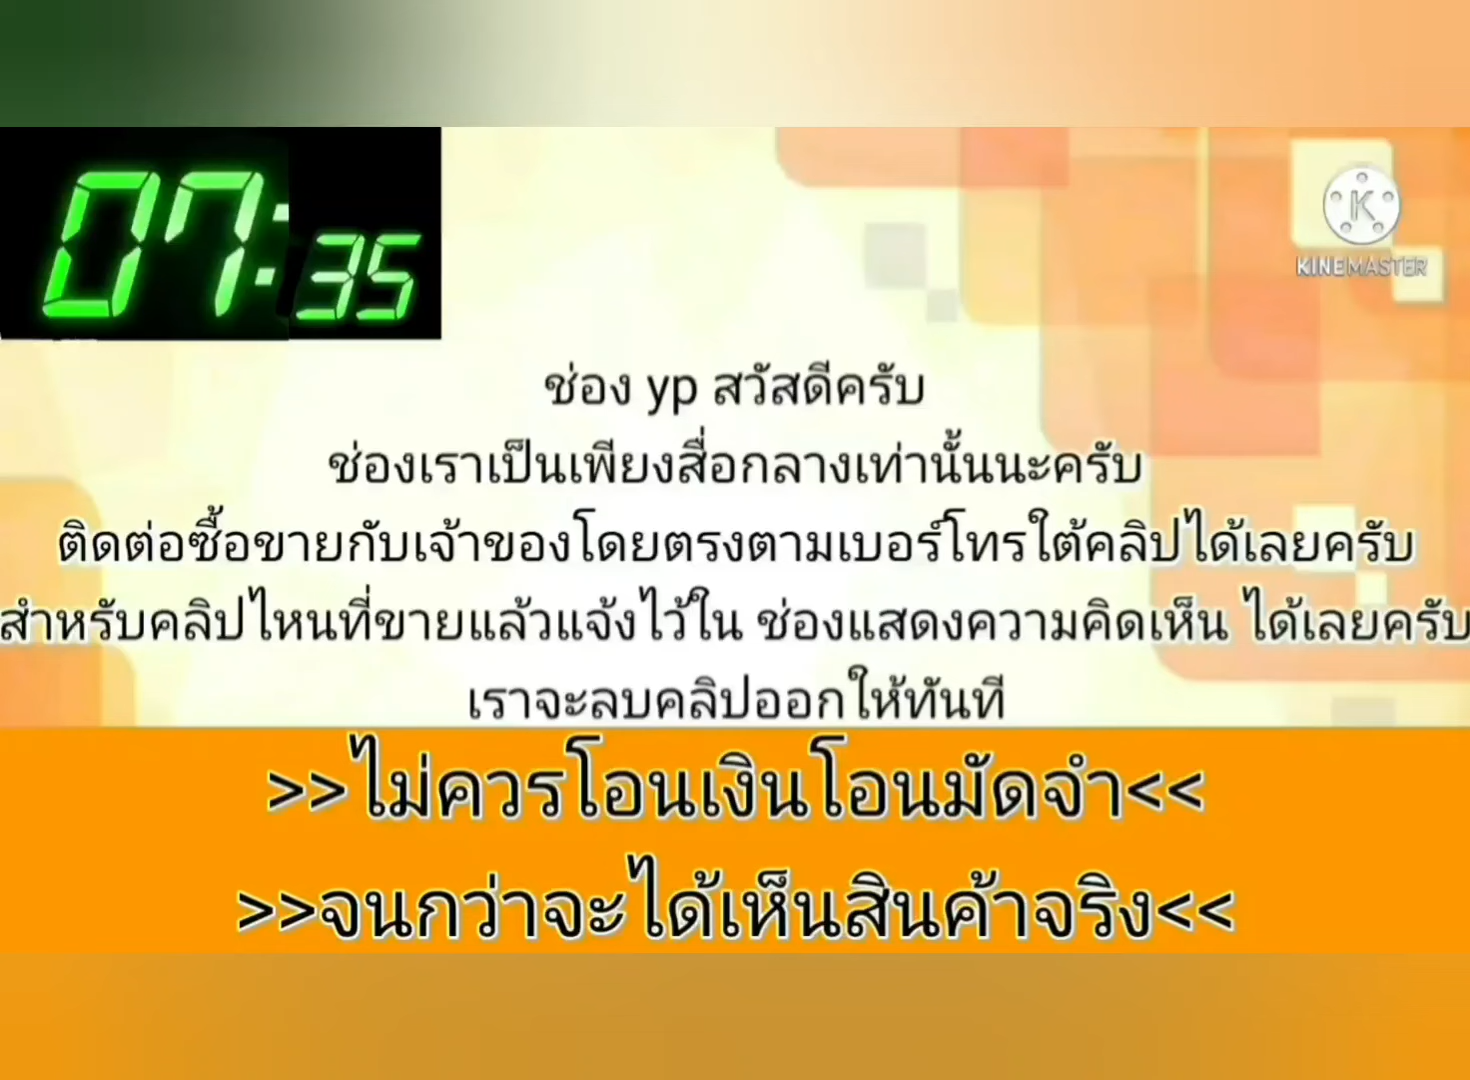 07:35
KINEMASTER
ช่อง yp สวัสดีครับ
ช่องเราเป็นเพียงสื่อกลางเท่านั้นนะครับ
ติดต่อซื้อขายกับเจ้าของโดยตรงตามเบอร์โทรใต้คลิปได้เลยครับ
สำหรับคลิปไหนที่ขายแล้วแจ้งไว้ใน ช่องแสดงความคิดเห็น ได้เลยครับ
เราจะลบคลิปออกให้ทันที
>>ไม่ควรโอนเงินโอนมัดจำ<<
>>จนกว่าจะได้เห็นสินค้าจริง<<